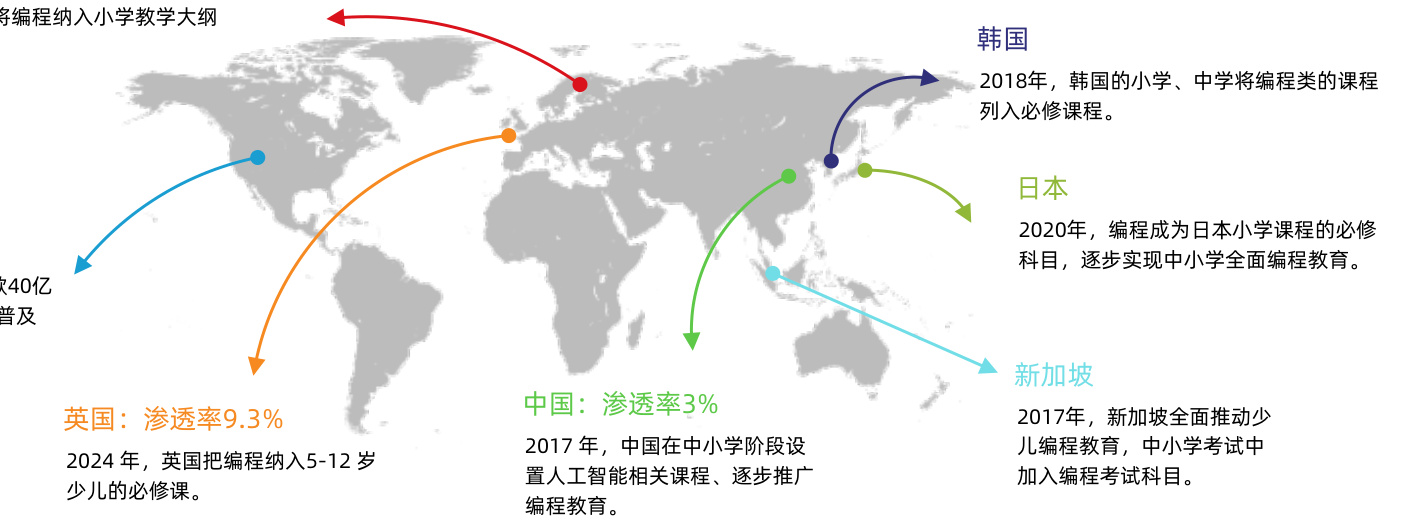 将编程纳入小学教学大纲
韩国
2018年，韩国的小学、中学将编程类的课程
列入必修课程。
日本
2020年，编程成为日本小学课程的必修
科目，逐步实现中小学全面编程教育。
款40亿
普及
新加坡
2017年，新加坡全面推动少
儿编程教育，中小学考试中
加入编程考试科目。
英国：渗透率9.3%
2024 年，英国把编程纳入5-12 岁
少儿的必修课。
中国：渗透率3%
2017 年，中国在中小学阶段设
置人工智能相关课程、逐步推广
编程教育。